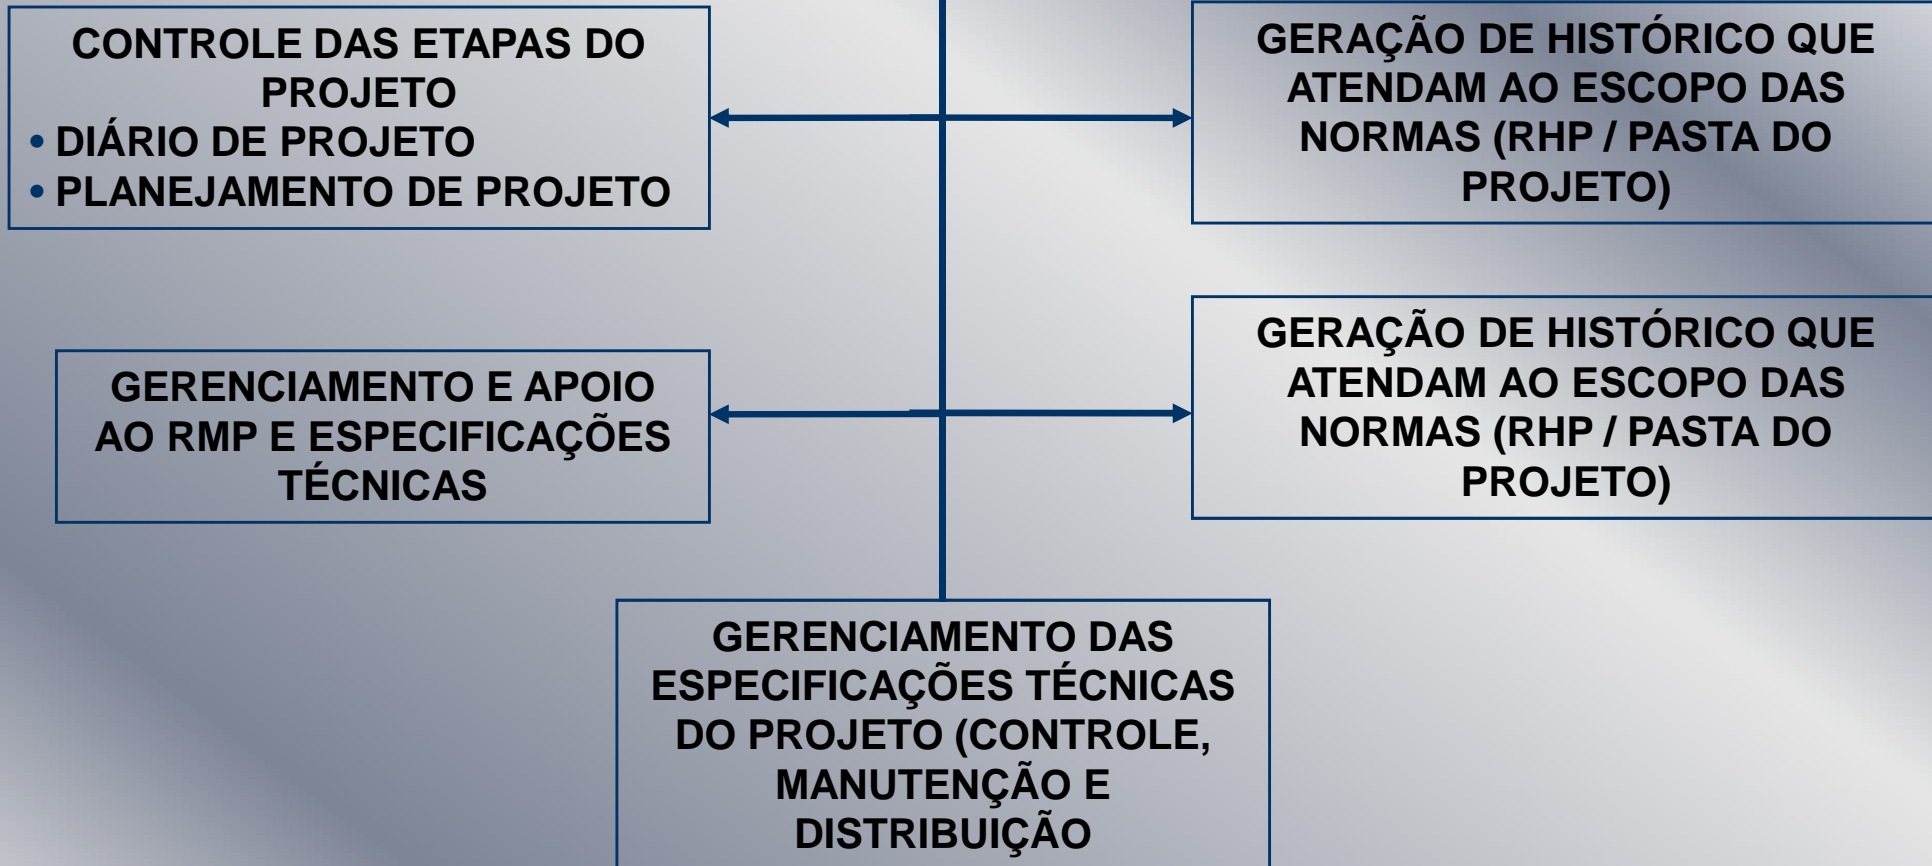 CONTROLE DAS ETAPAS DO
PROJETO
• DIÁRIO DE PROJETO
• PLANEJAMENTO DE PROJETO
GERAÇÃO DE HISTÓRICO QUE
ATENDAM AO ESCOPO DAS
NORMAS (RHP / PASTA DO
PROJETO)
GERENCIAMENTO E APOIO
AO RMP E ESPECIFICAÇÕES
TÉCNICAS
GERAÇÃO DE HISTÓRICO QUE
ATENDAM AO ESCOPO DAS
NORMAS (RHP / PASTA DO
PROJETO)
GERENCIAMENTO DAS
ESPECIFICAÇÕES TÉCNICAS
DO PROJETO (CONTROLE,
MANUTENÇÃO E
DISTRIBUIÇÃO